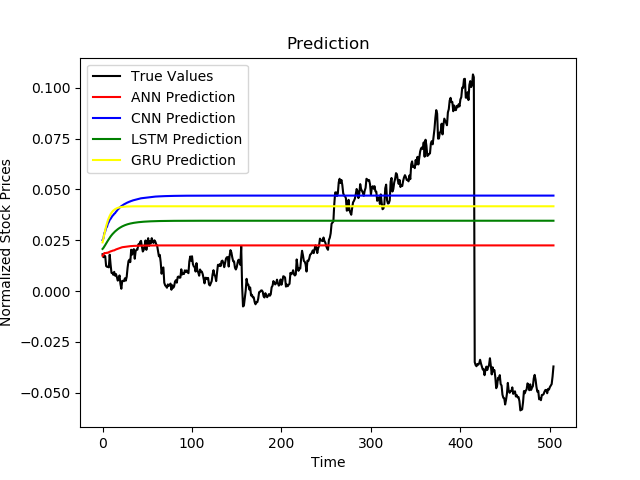 Prediction
True Values
ANN Prediction
CNN Prediction
LSTM Prediction
GRU Prediction
Normalized Stock Prices
0.100
0.075
0.050
0.025
0.000
−0.025
−0.050
0 100 200 300 400 500
Time